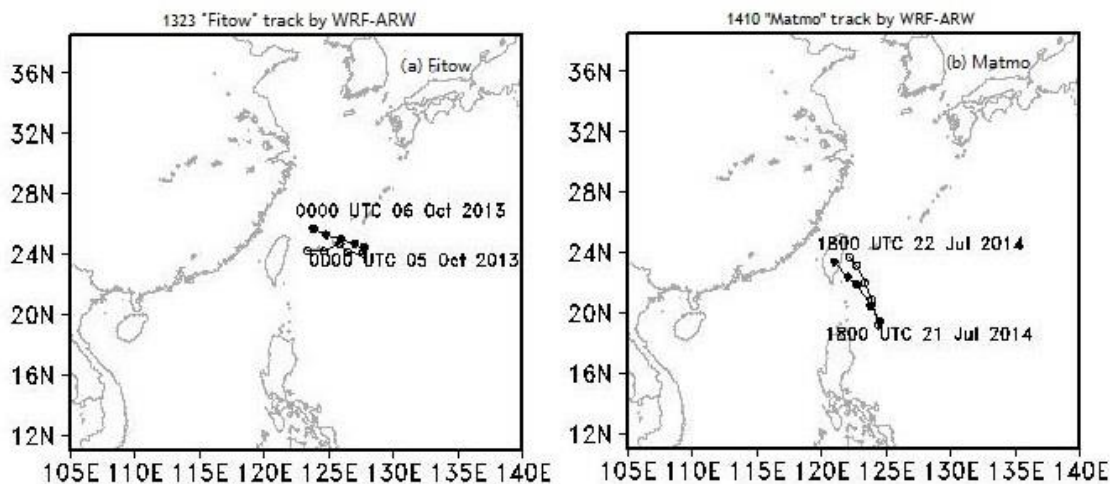 1323 "Fitow" track by WRF-ARW
(a) Fitow
36N
32N
28N
24N
20N
16N
12N
0000 UTC 06 Oct 2013
0000 UTC 05 Oct 2013
105E 110E 115E 120E 125E 130E 135E 140E
1410 "Matmo" track by WRF-ARW
(b) Matmo
36N
32N
28N
24N
20N
16N
12N
1800 UTC 22 Jul 2014
1800 UTC 21 Jul 2014
105E 110E 115E 120E 125E 130E 135E 140E